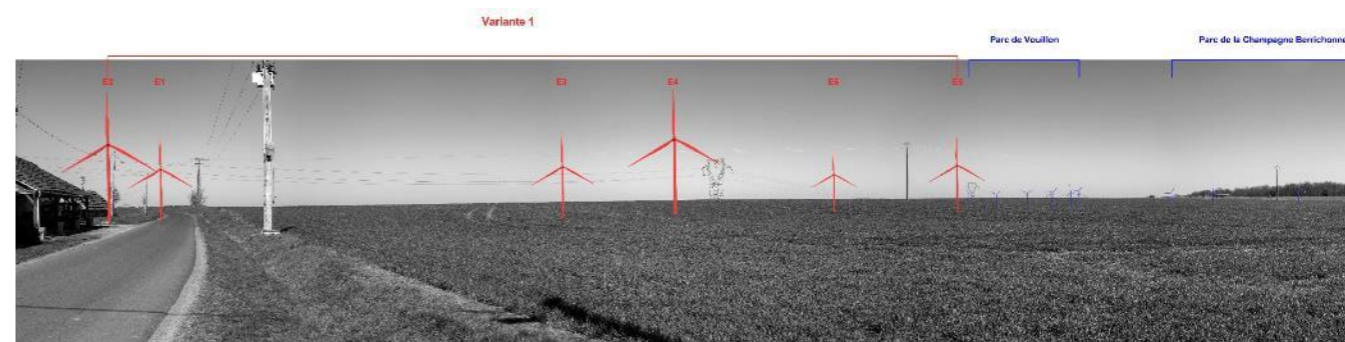 Variante 1
Parc de Vouillon
Parc de la Champagne Berrichonne
E2
E1
E3
E4
E6
E5